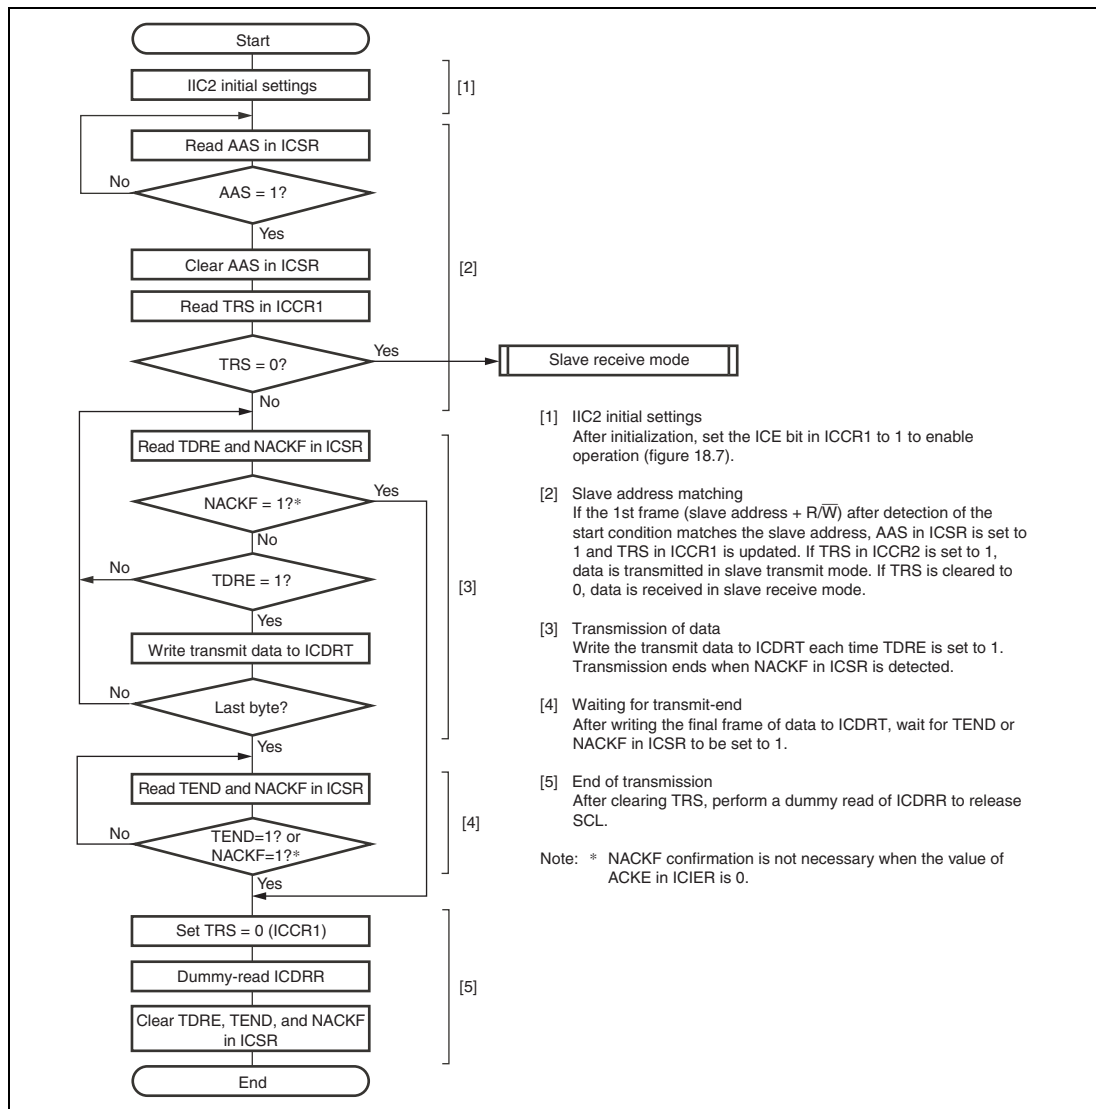 Start
IIC2 initial settings
[1]
Read AAS in ICSR
No
AAS = 1?
Yes
Clear AAS in ICSR
[2]
Read TRS in ICCR1
TRS = 0?
Yes
Slave receive mode
No
Read TDRE and NACKF in ICSR
NACKF = 1?*
Yes
No
No
TDRE = 1?
[3]
Yes
Write transmit data to ICDRT
No
Last byte?
Yes
Read TEND and NACKF in ICSR
No
TEND=1? or
NACKF=1?*
[4]
Yes
Set TRS = 0 (ICCR1)
Dummy-read ICDRR
[5]
Clear TDRE, TEND, and NACKF
in ICSR
End
[1] IIC2 initial settings
After initialization, set the ICE bit in ICCR1 to 1 to enable
operation (figure 18.7).
[2] Slave address matching
If the 1st frame (slave address + R/W̅) after detection of the
start condition matches the slave address, AAS in ICSR is set to
1 and TRS in ICCR1 is updated. If TRS in ICCR2 is set to 1,
data is transmitted in slave transmit mode. If TRS is cleared to
0, data is received in slave receive mode.
[3] Transmission of data
Write the transmit data to ICDRT each time TDRE is set to 1.
Transmission ends when NACKF in ICSR is detected.
[4] Waiting for transmit-end
After writing the final frame of data to ICDRT, wait for TEND or
NACKF in ICSR to be set to 1.
[5] End of transmission
After clearing TRS, perform a dummy read of ICDRR to release
SCL.
Note: * NACKF confirmation is not necessary when the value of
ACKE in ICIER is 0.